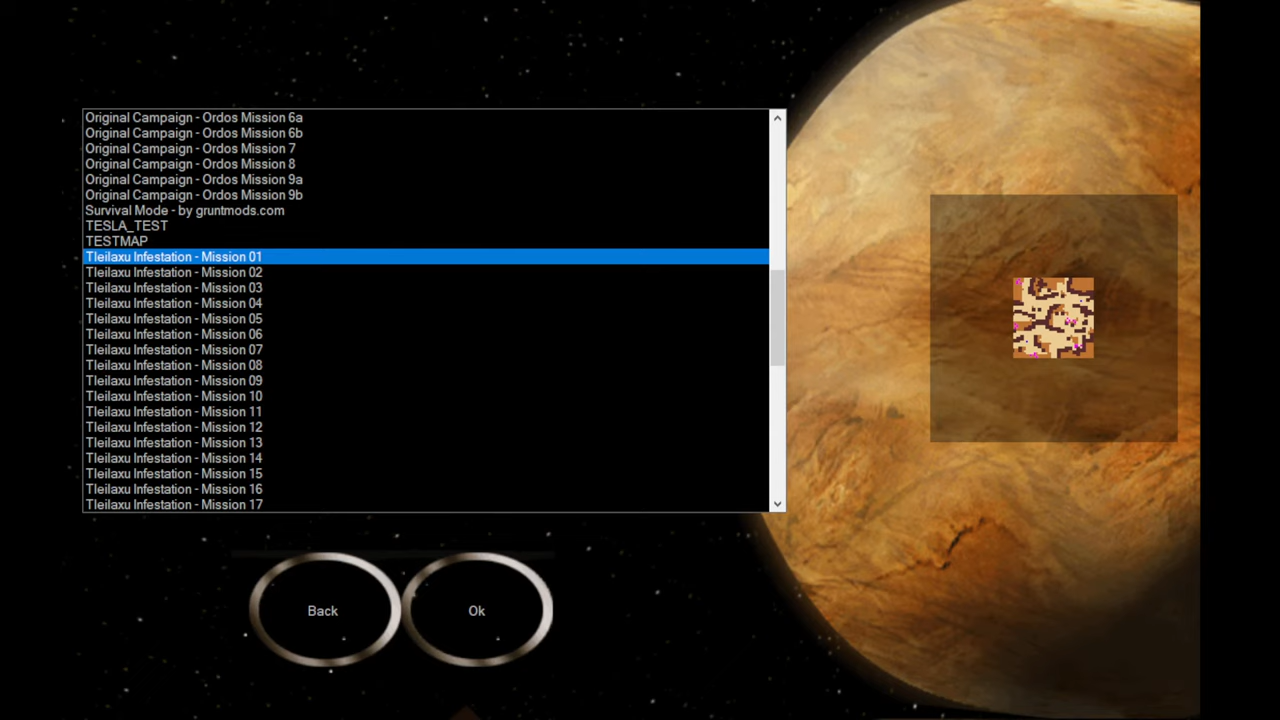 Original Campaign - Ordos Mission 6a
Original Campaign - Ordos Mission 6b
Original Campaign - Ordos Mission 7
Original Campaign - Ordos Mission 8
Original Campaign - Ordos Mission 9a
Original Campaign - Ordos Mission 9b
Survival Mode - by gruntmods.com
TESLA_TEST
TESTMAP
Tleilaxu Infestation - Mission 01
Tleilaxu Infestation - Mission 02
Tleilaxu Infestation - Mission 03
Tleilaxu Infestation - Mission 04
Tleilaxu Infestation - Mission 05
Tleilaxu Infestation - Mission 06
Tleilaxu Infestation - Mission 07
Tleilaxu Infestation - Mission 08
Tleilaxu Infestation - Mission 09
Tleilaxu Infestation - Mission 10
Tleilaxu Infestation - Mission 11
Tleilaxu Infestation - Mission 12
Tleilaxu Infestation - Mission 13
Tleilaxu Infestation - Mission 14
Tleilaxu Infestation - Mission 15
Tleilaxu Infestation - Mission 16
Tleilaxu Infestation - Mission 17
Back
Ok